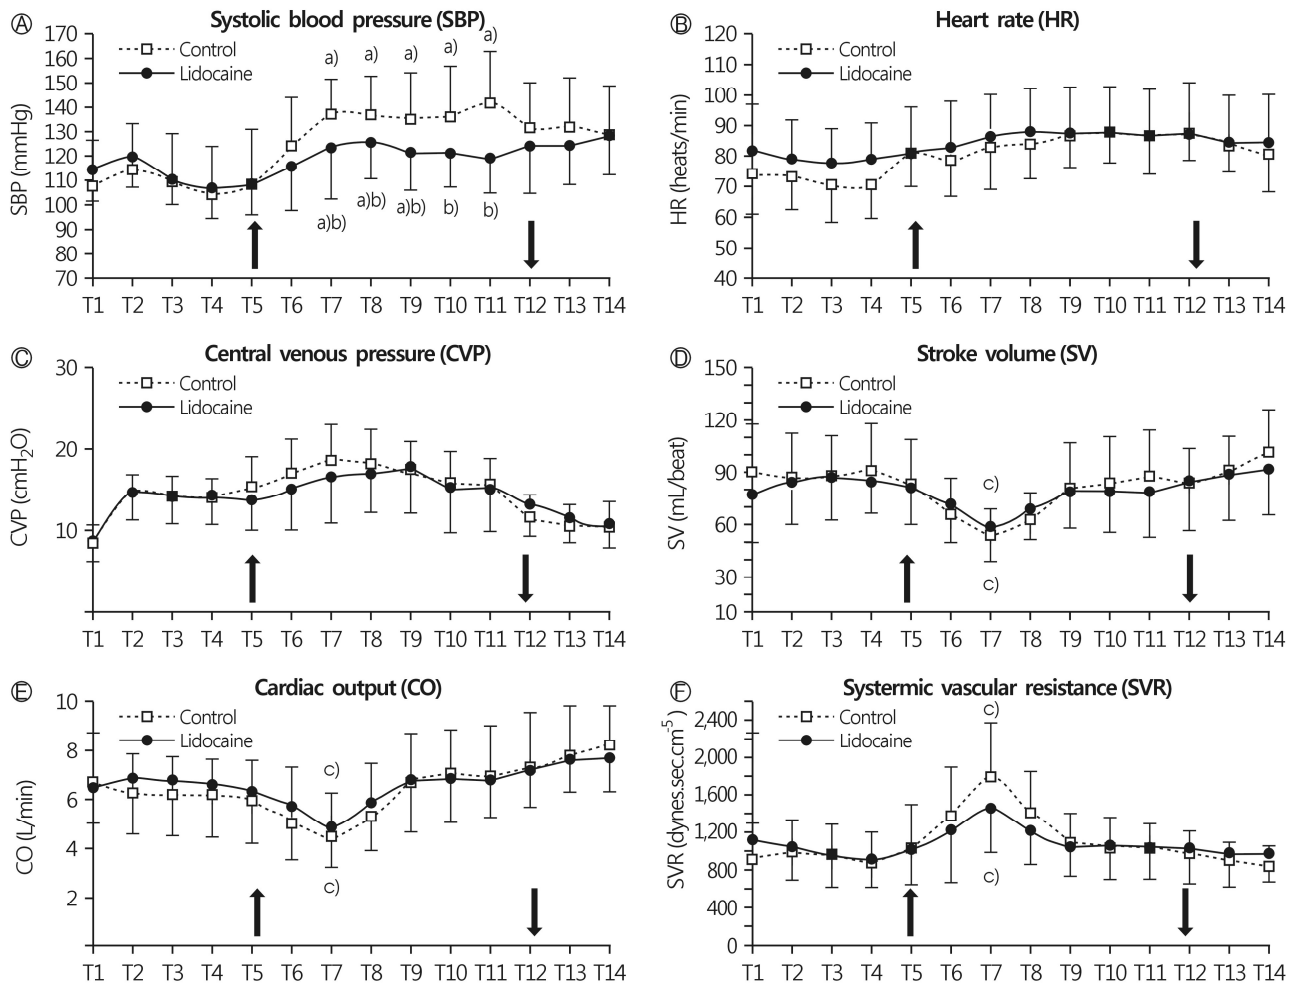 Ⓐ Systolic blood pressure (SBP)
SBP (mmHg)
170
160
150
140
130
120
110
100
90
80
70
Control
Lidocaine
a) a) a) a) a)
a)b) a)b) a)b) b) b)
T1 T2 T3 T4 T5 T6 T7 T8 T9 T10 T11 T12 T13 T14
Ⓑ Heart rate (HR)
HR (heats/min)
120
110
100
90
80
70
60
50
40
Control
Lidocaine
T1 T2 T3 T4 T5 T6 T7 T8 T9 T10 T11 T12 T13 T14
Ⓒ Central venous pressure (CVP)
CVP (cmH₂O)
30
20
10
Control
Lidocaine
T1 T2 T3 T4 T5 T6 T7 T8 T9 T10 T11 T12 T13 T14
Ⓓ Stroke volume (SV)
SV (mL/beat)
150
120
90
60
30
10
Control
Lidocaine
c)
c)
T1 T2 T3 T4 T5 T6 T7 T8 T9 T10 T11 T12 T13 T14
Ⓔ Cardiac output (CO)
CO (L/min)
10
8
6
4
2
Control
Lidocaine
c)
c)
T1 T2 T3 T4 T5 T6 T7 T8 T9 T10 T11 T12 T13 T14
Ⓕ Systermic vascular resistance (SVR)
SVR (dynes.sec.cm⁻⁵)
2,400
2,000
1,600
1,200
800
400
0
Control
Lidocaine
c)
c)
T1 T2 T3 T4 T5 T6 T7 T8 T9 T10 T11 T12 T13 T14